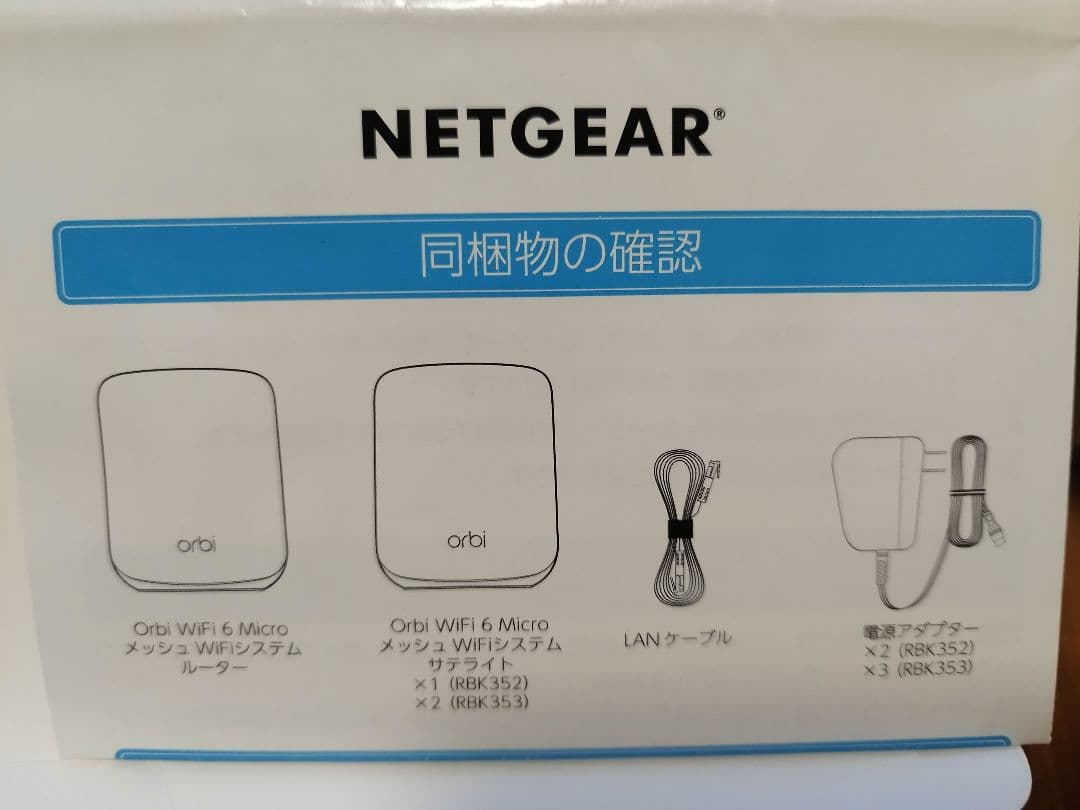 NETGEAR®
同梱物の確認
orbi
orbi
Orbi WiFi 6 Micro
メッシュ WiFiシステム
ルーター
Orbi WiFi 6 Micro
メッシュ WiFiシステム
サテライト
×1 (RBK352)
×2 (RBK353)
LANケーブル
電源アダプター
×2 (RBK352)
×3 (RBK353)